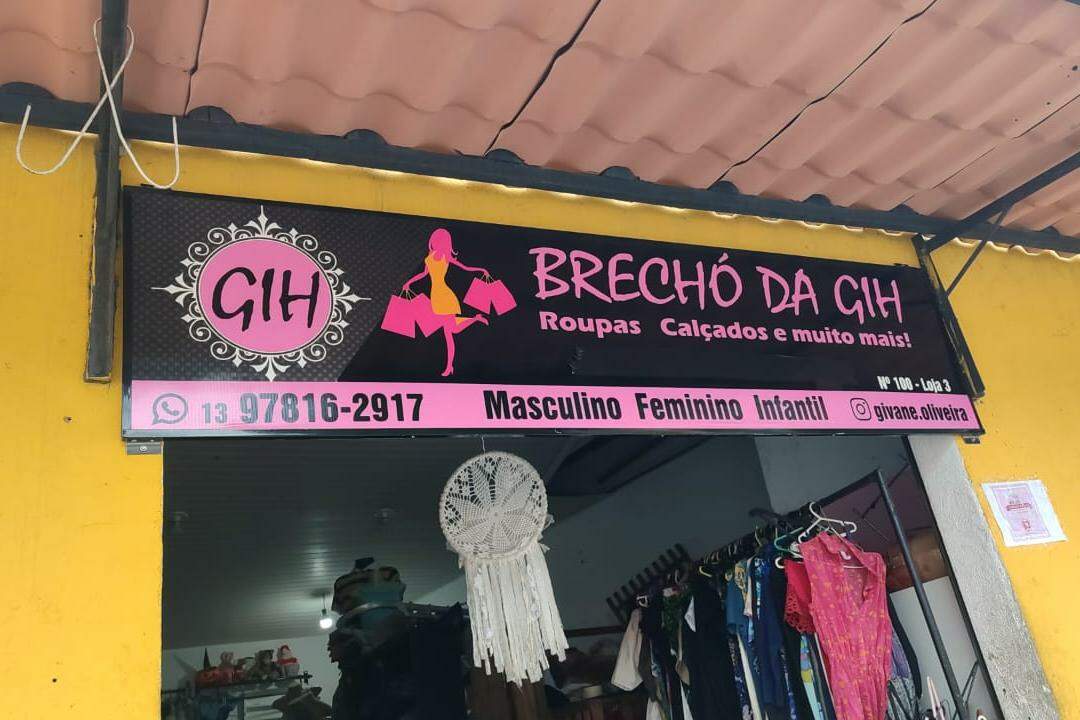 GIH
BRECHÓ DA GIH
Roupas Calçados e muito mais!
Nº 100 - Loja 3
13 97816-2917
Masculino Feminino Infantil
givane.oliveira